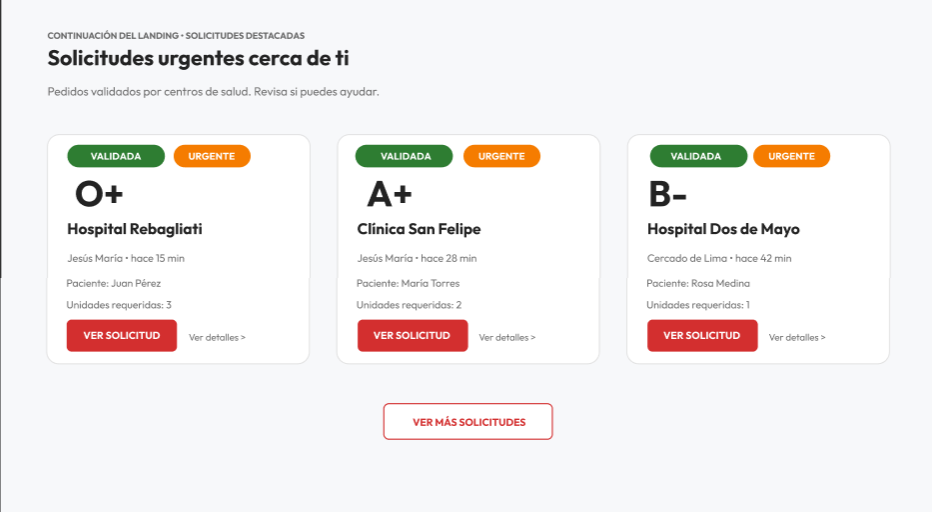 CONTINUACIÓN DEL LANDING • SOLICITUDES DESTACADAS
Solicitudes urgentes cerca de ti
Pedidos validados por centros de salud. Revisa si puedes ayudar.
VALIDADA URGENTE
O+
Hospital Rebagliati
Jesús María • hace 15 min
Paciente: Juan Pérez
Unidades requeridas: 3
VER SOLICITUD Ver detalles >
VALIDADA URGENTE
A+
Clínica San Felipe
Jesús María • hace 28 min
Paciente: María Torres
Unidades requeridas: 2
VER SOLICITUD Ver detalles >
VALIDADA URGENTE
B-
Hospital Dos de Mayo
Cercado de Lima • hace 42 min
Paciente: Rosa Medina
Unidades requeridas: 1
VER SOLICITUD Ver detalles >
VER MÁS SOLICITUDES